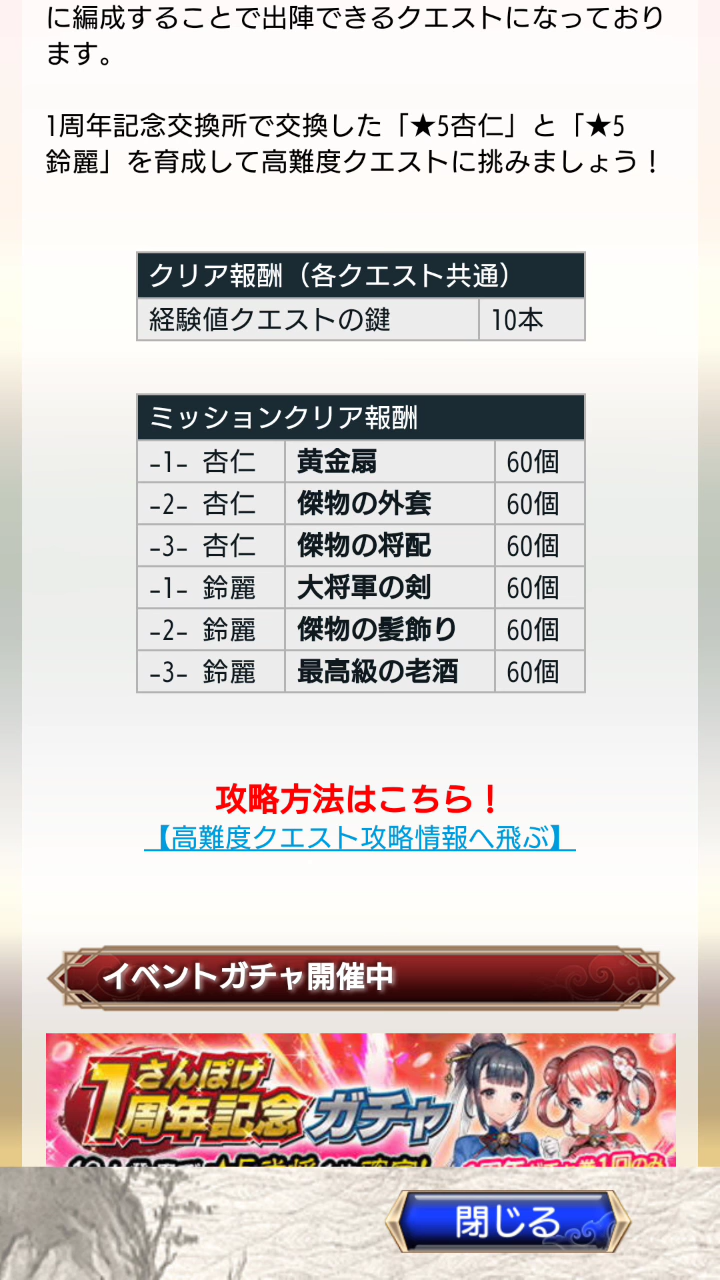 に編成することで出陣できるクエストになっており
ます。
1周年記念交換所で交換した「★5杏仁」と「★5
鈴麗」を育成して高難度クエストに挑みましょう！
クリア報酬（各クエスト共通）
経験値クエストの鍵 10本
ミッションクリア報酬
-1- 杏仁 黄金扇 60個
-2- 杏仁 傑物の外套 60個
-3- 杏仁 傑物の将配 60個
-1- 鈴麗 大将軍の剣 60個
-2- 鈴麗 傑物の髪飾り 60個
-3- 鈴麗 最高級の老酒 60個
攻略方法はこちら！
【高難度クエスト攻略情報へ飛ぶ】
イベントガチャ開催中
さんぽけ
1周年記念ガチャ
閉じる